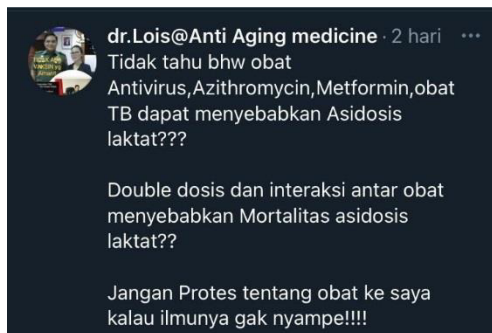 dr.Lois@Anti Aging medicine · 2 hari ...
Tidak tahu bhw obat
Antivirus,Azithromycin,Metformin,obat
TB dapat menyebabkan Asidosis
laktat???
Double dosis dan interaksi antar obat
menyebabkan Mortalitas asidosis
laktat??
Jangan Protes tentang obat ke saya
kalau ilmunya gak nyampe!!!!